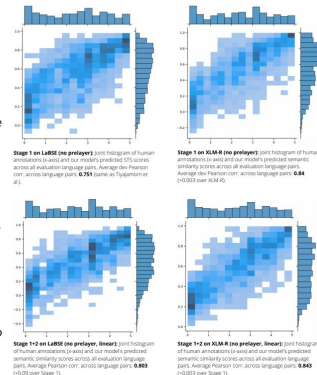 Stage 1 on LaBSE (no prelayer): Joint histogram of human
annotations (x-axis) and our model's predicted STS scores
across all evaluation language pairs. Average dev Pearson
corr. across language pairs: 0.751 (same as Tiyajamorn et
al.).
Stage 1 on XLM-R (no prelayer): Joint histogram of human
annotations (x-axis) and our model's predicted semantic
similarity scores across all evaluation language pairs.
Average dev Pearson corr. across language pairs: 0.84
(+0.003 over XLM-R).
Stage 1+2 on LaBSE (no prelayer, linear): Joint histogram
of human annotations (x-axis) and our model's predicted
semantic similarity scores across all evaluation language
pairs. Average dev Pearson corr. across language pairs: 0.803
(+0.09 over Stage 1).
Stage 1+2 on XLM-R (no prelayer, linear): Joint histogram
of human annotations (x-axis) and our model's predicted
semantic similarity scores across all evaluation language
pairs. Average dev Pearson corr. across language pairs: 0.843
(+0.003 over Stage 1).